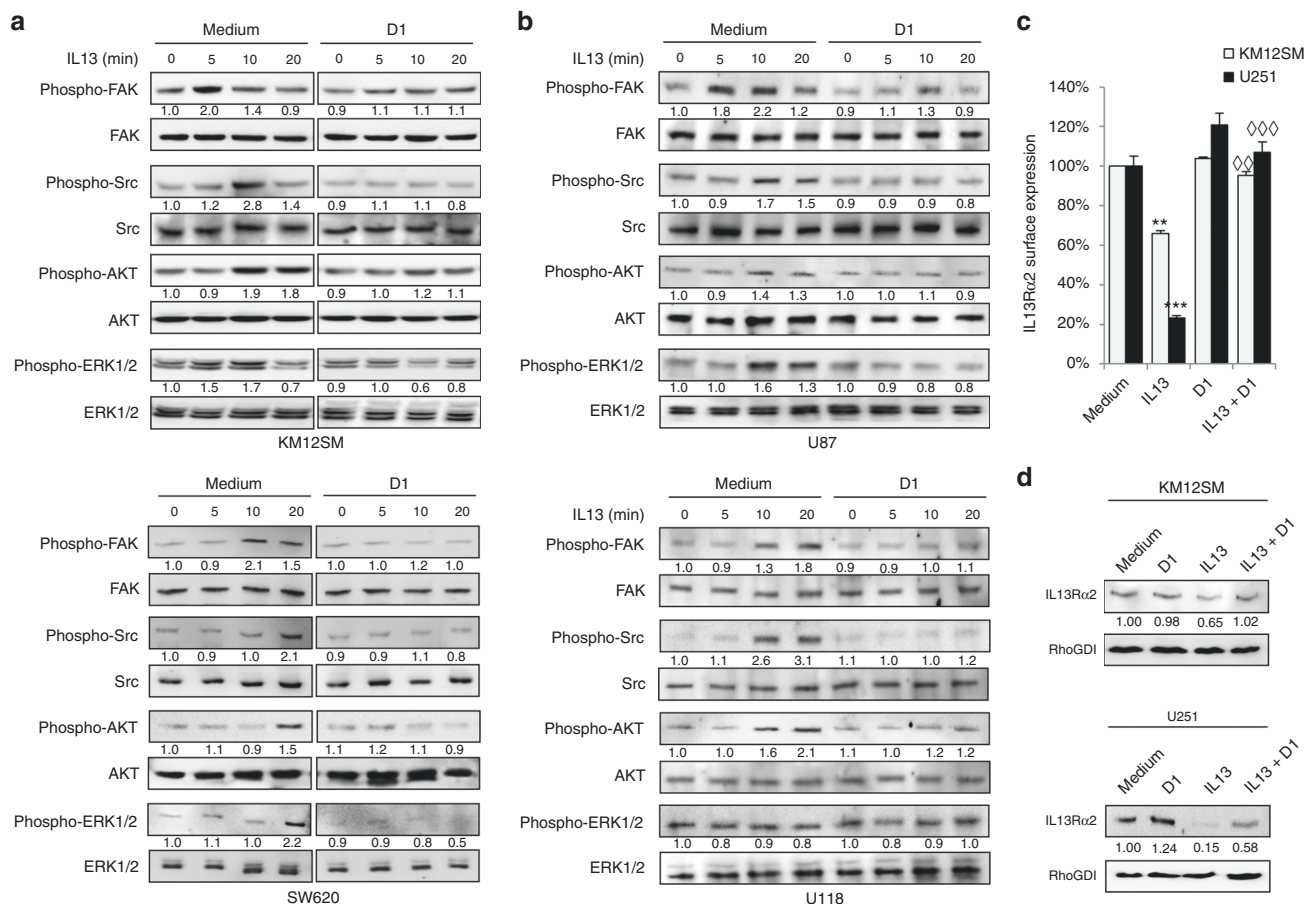 a
Medium D1
IL13 (min) 0 5 10 20 0 5 10 20
Phospho-FAK
1.0 2.0 1.4 0.9 0.9 1.1 1.1 1.1
FAK
Phospho-Src
1.0 1.2 2.8 1.4 0.9 1.1 1.1 0.8
Src
Phospho-AKT
1.0 0.9 1.9 1.8 0.9 1.0 1.2 1.1
AKT
Phospho-ERK1/2
1.0 1.5 1.7 0.7 0.9 1.0 0.6 0.8
ERK1/2
KM12SM
Medium D1
0 5 10 20 0 5 10 20
Phospho-FAK
1.0 0.9 2.1 1.5 1.0 1.0 1.2 1.0
FAK
Phospho-Src
1.0 0.9 1.0 2.1 0.9 0.9 1.1 0.8
Src
Phospho-AKT
1.0 1.1 0.9 1.5 1.1 1.2 1.1 0.9
AKT
Phospho-ERK1/2
1.0 1.1 1.0 2.2 0.9 0.9 0.8 0.5
ERK1/2
SW620
b
Medium D1
IL13 (min) 0 5 10 20 0 5 10 20
Phospho-FAK
1.0 1.8 2.2 1.2 0.9 1.1 1.3 0.9
FAK
Phospho-Src
1.0 0.9 1.7 1.5 0.9 0.9 0.9 0.8
Src
Phospho-AKT
1.0 0.9 1.4 1.3 1.0 1.0 1.1 0.9
AKT
Phospho-ERK1/2
1.0 1.0 1.6 1.3 1.0 0.9 0.8 0.8
ERK1/2
U87
Medium D1
IL13 (min) 0 5 10 20 0 5 10 20
Phospho-FAK
1.0 0.9 1.3 1.8 0.9 0.9 1.0 1.1
FAK
Phospho-Src
1.0 1.1 2.6 3.1 1.1 1.0 1.0 1.2
Src
Phospho-AKT
1.0 1.0 1.6 2.1 1.1 1.0 1.2 1.2
AKT
Phospho-ERK1/2
1.0 0.8 0.9 0.8 1.0 0.8 0.9 1.0
ERK1/2
U118
c
KM12SM
U251
IL13Rα2 surface expression
140%
120%
100%
80%
60%
40%
20%
0%
** *** ◊◊ ◊◊◊
Medium IL13 D1 IL13 + D1
d
KM12SM
Medium D1 IL13 IL13 + D1
IL13Rα2
1.00 0.98 0.65 1.02
RhoGDI
U251
Medium D1 IL13 IL13 + D1
IL13Rα2
1.00 1.24 0.15 0.58
RhoGDI